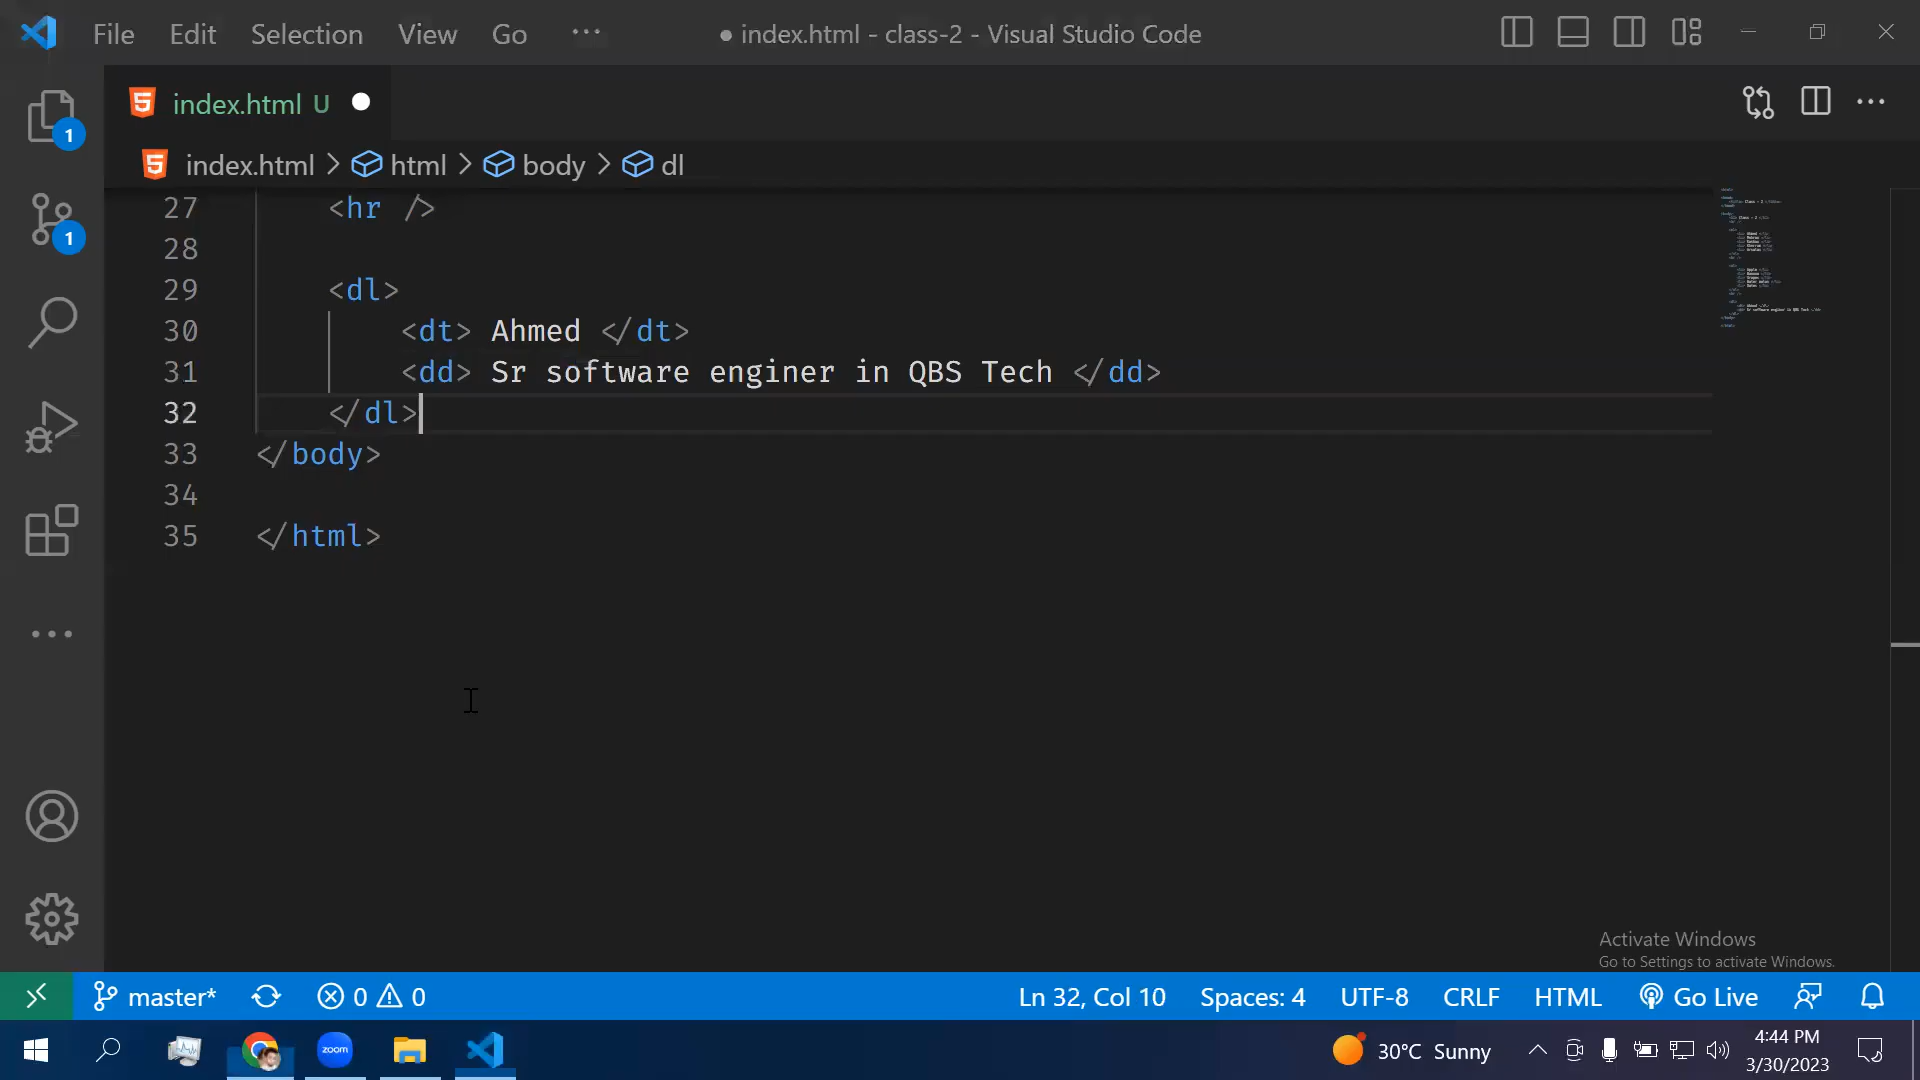 File Edit Selection View Go ···
● index.html - class-2 - Visual Studio Code
index.html U
index.html > html > body > dl
27 <hr />
28
29 <dl>
30 <dt> Ahmed </dt>
31 <dd> Sr software enginer in QBS Tech </dd>
32 </dl>
33 </body>
34
35 </html>
1
1
Activate Windows
Go to Settings to activate Windows.
master* 0 0 Ln 32, Col 10 Spaces: 4 UTF-8 CRLF HTML Go Live
zoom 30°C Sunny 4:44 PM
3/30/2023